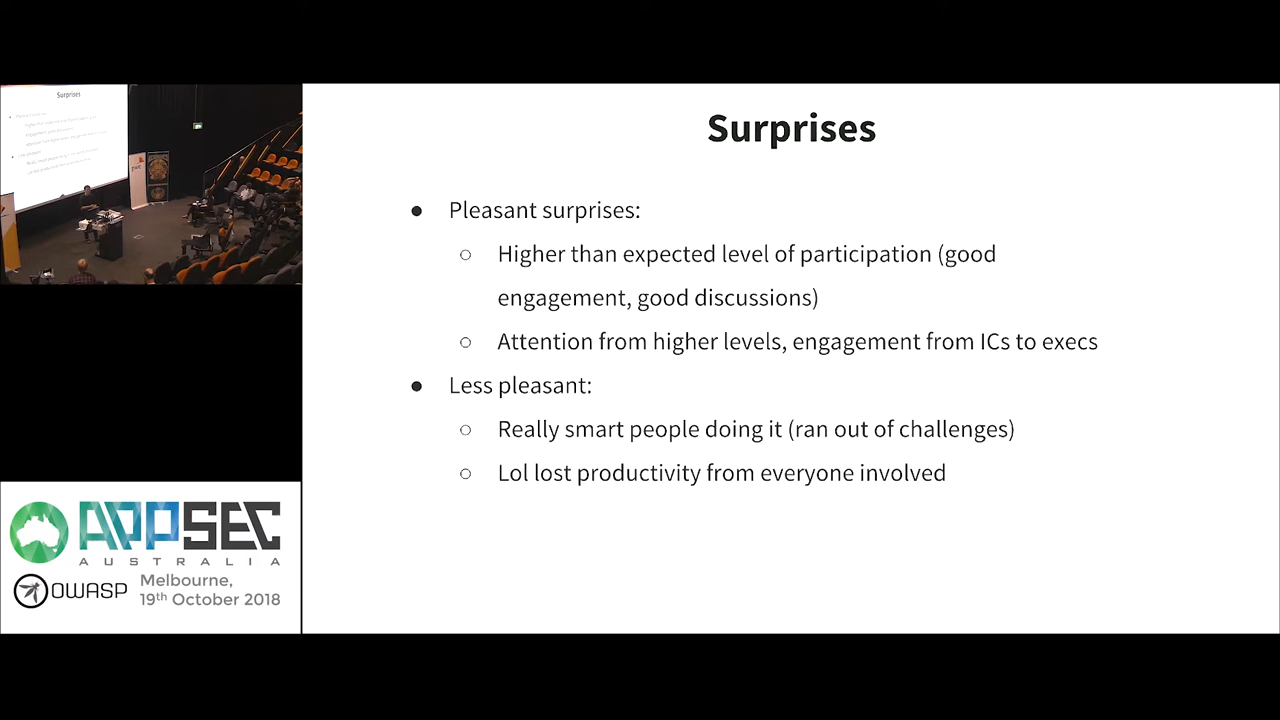 Surprises
● Pleasant surprises:
○ Higher than expected level of participation (good
engagement, good discussions)
○ Attention from higher levels, engagement from ICs to execs
● Less pleasant:
○ Really smart people doing it (ran out of challenges)
○ Lol lost productivity from everyone involved
Surprises
pwc
APPSEC
AUSTRALIA
OWASP
Melbourne,
19th October 2018